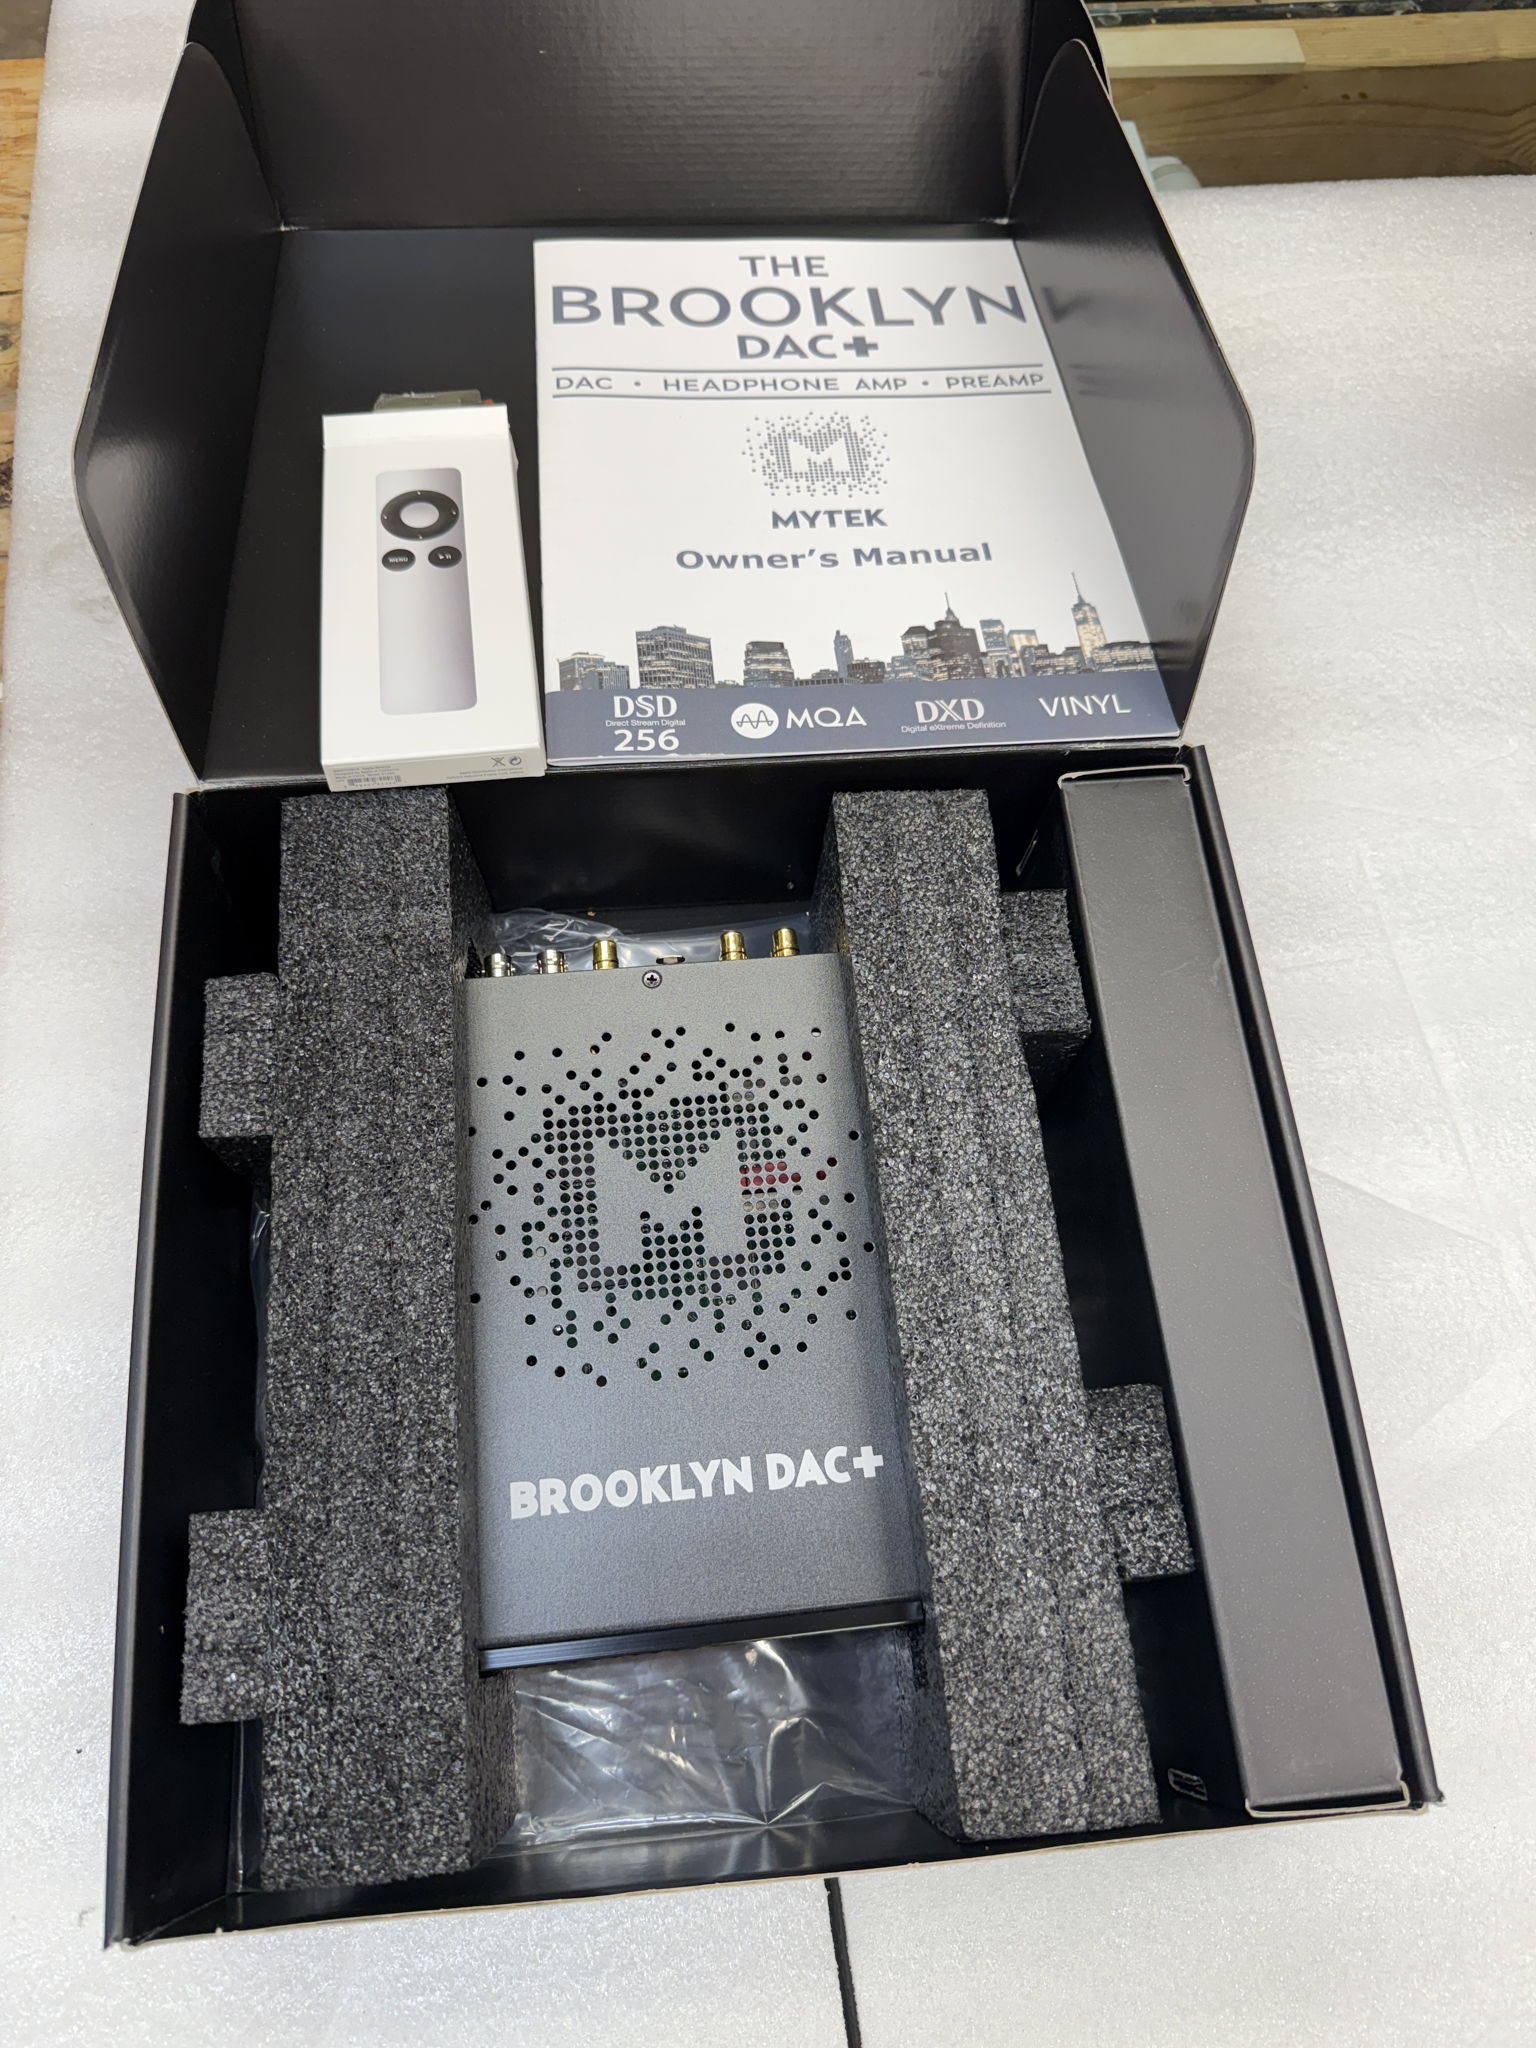 THE
BROOKLYN
DAC+
DAC • HEADPHONE AMP • PREAMP
M
MYTEK
Owner's Manual
DSD
Direct Stream Digital
256
MQA
DXD
Digital eXtreme Definition
VINYL
MENU
M
BROOKLYN DAC+